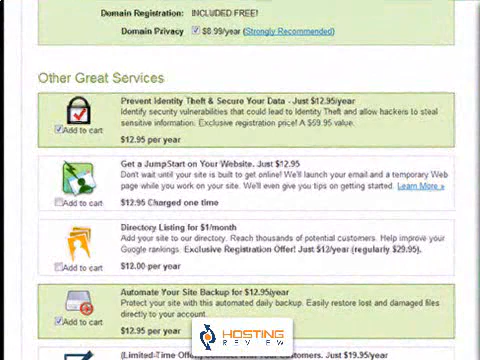 Domain Registration: INCLUDED FREE!
Domain Privacy $8.99/year (Strongly Recommended)
Other Great Services
Prevent Identity Theft & Secure Your Data - Just $12.95/year
Identify security vulnerabilities that could lead to Identity Theft and allow hackers to steal
sensitive information. Exclusive registration price! A $59.95 value.
Add to cart
$12.95 per year
Get a JumpStart on Your Website. Just $12.95
Don't wait until your site is built to get online! We'll launch your email and a temporary Web
page while you work on your site. We'll even give you tips on getting started. Learn More »
Add to cart
$12.95 Charged one time
Directory Listing for $1/month
Add your site to our directory. Reach thousands of potential customers. Help improve your
Google rankings. Exclusive Registration Offer! Just $12/year (regularly $29.95).
Add to cart
$12.00 per year
Automate Your Site Backup for $12.95/year
Protect your site with this automated daily backup. Easily restore lost and damaged files
directly to your account.
Add to cart
$12.95 per year
HOSTING
REVIEW
(Limited-Time Offer) Connect with Your Customers. Just $19.95/year